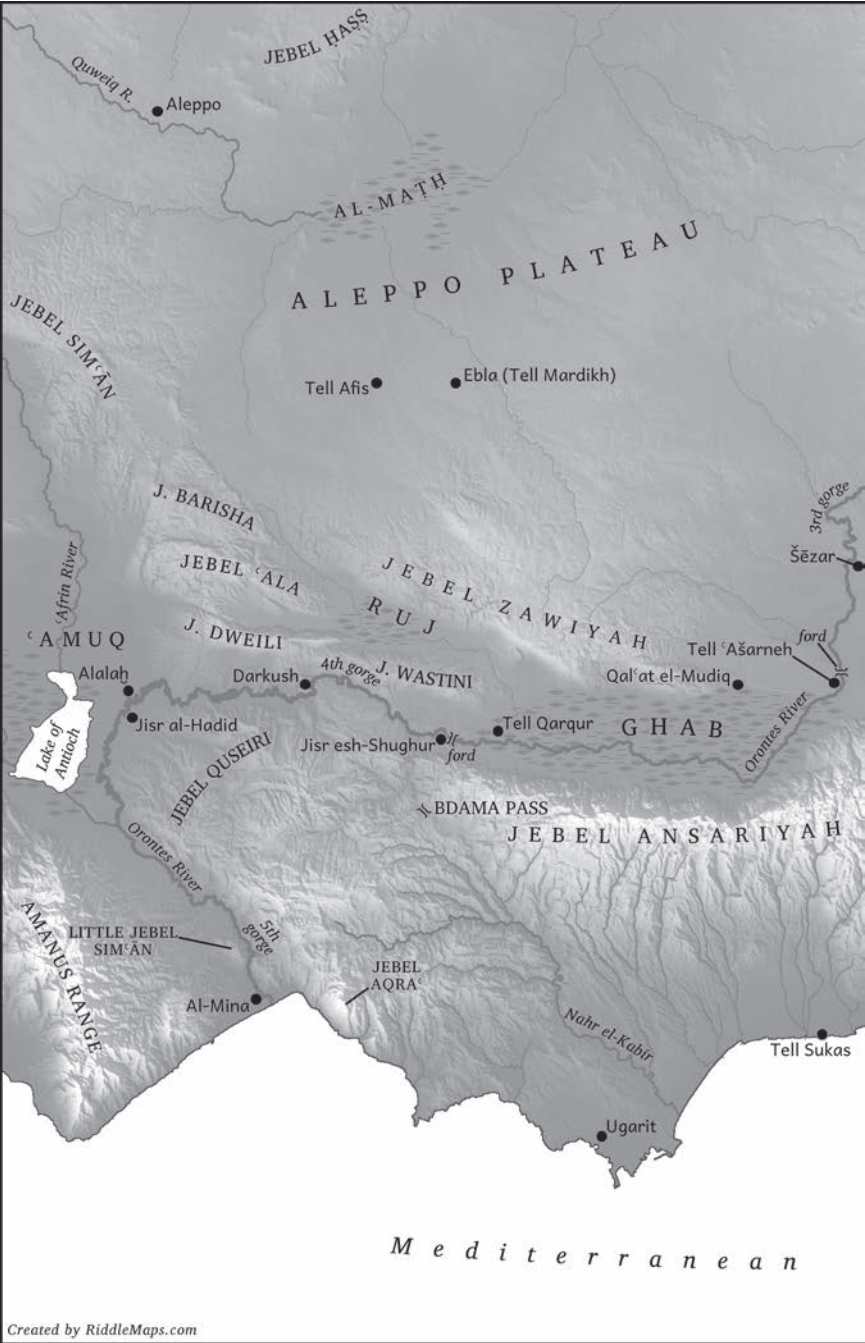 JEBEL ḤAṢṢ
Quweiq R.
Aleppo
AL-MAṬḤ
ALEPPO PLATEAU
JEBEL SIMʿĀN
Tell Afis
Ebla (Tell Mardikh)
3rd gorge
J. BARISHA
Šēzar
JEBEL ʿALA
JEBEL ZAWIYAH
ʿAfrin River
RUJ
ʿAMUQ
J. DWEILI
Tell ʿAšarneh
ford
4th gorge
J. WASTINI
Alalaḫ
Darkush
Qalʿat el-Mudiq
Jisr al-Hadid
Tell Qarqur
GHAB
Orontes River
Lake of
Antioch
Jisr esh-Shughur
ford
JEBEL QUSEIRI
BDAMA PASS
JEBEL ANSARIYAH
Orontes River
AMANUS RANGE
LITTLE JEBEL
SIMʿĀN
5th
gorge
JEBEL
AQRAʿ
Al-Mina
Nahr el-Kabīr
Tell Sukas
Ugarit
Mediterranean
Created by RiddleMaps.com